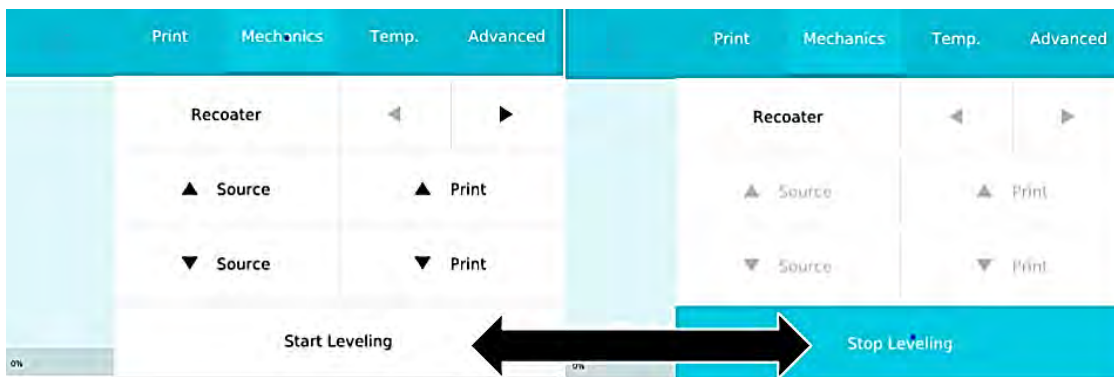 Print Mechanics Temp. Advanced
Recoater
Source Print
Source Print
Start Leveling
0%
Print Mechanics Temp. Advanced
Recoater
Source Print
Source Print
Stop Leveling
0%